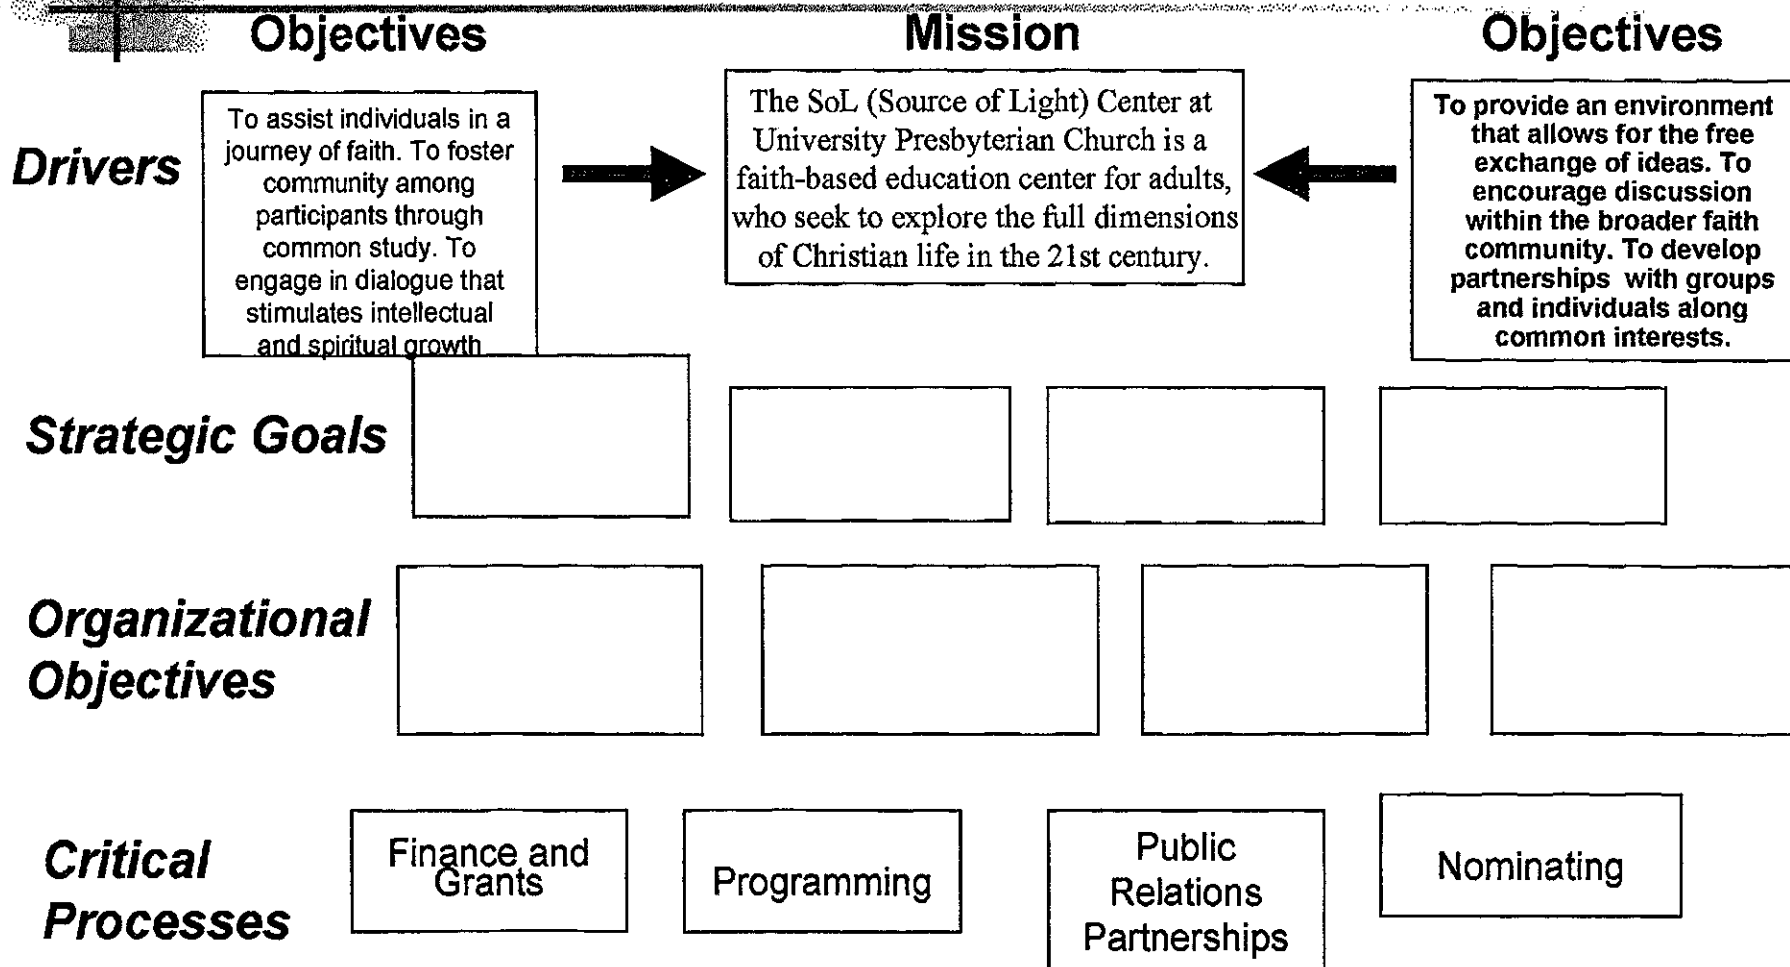 Objectives
Mission
Objectives
Drivers
To assist individuals in a
journey of faith. To foster
community among
participants through
common study. To
engage in dialogue that
stimulates intellectual
and spiritual growth
The SoL (Source of Light) Center at
University Presbyterian Church is a
faith-based education center for adults,
who seek to explore the full dimensions
of Christian life in the 21st century.
To provide an environment
that allows for the free
exchange of ideas. To
encourage discussion
within the broader faith
community. To develop
partnerships with groups
and individuals along
common interests.
Strategic Goals
Organizational
Objectives
Critical
Processes
Finance and
Grants
Programming
Public
Relations
Partnerships
Nominating